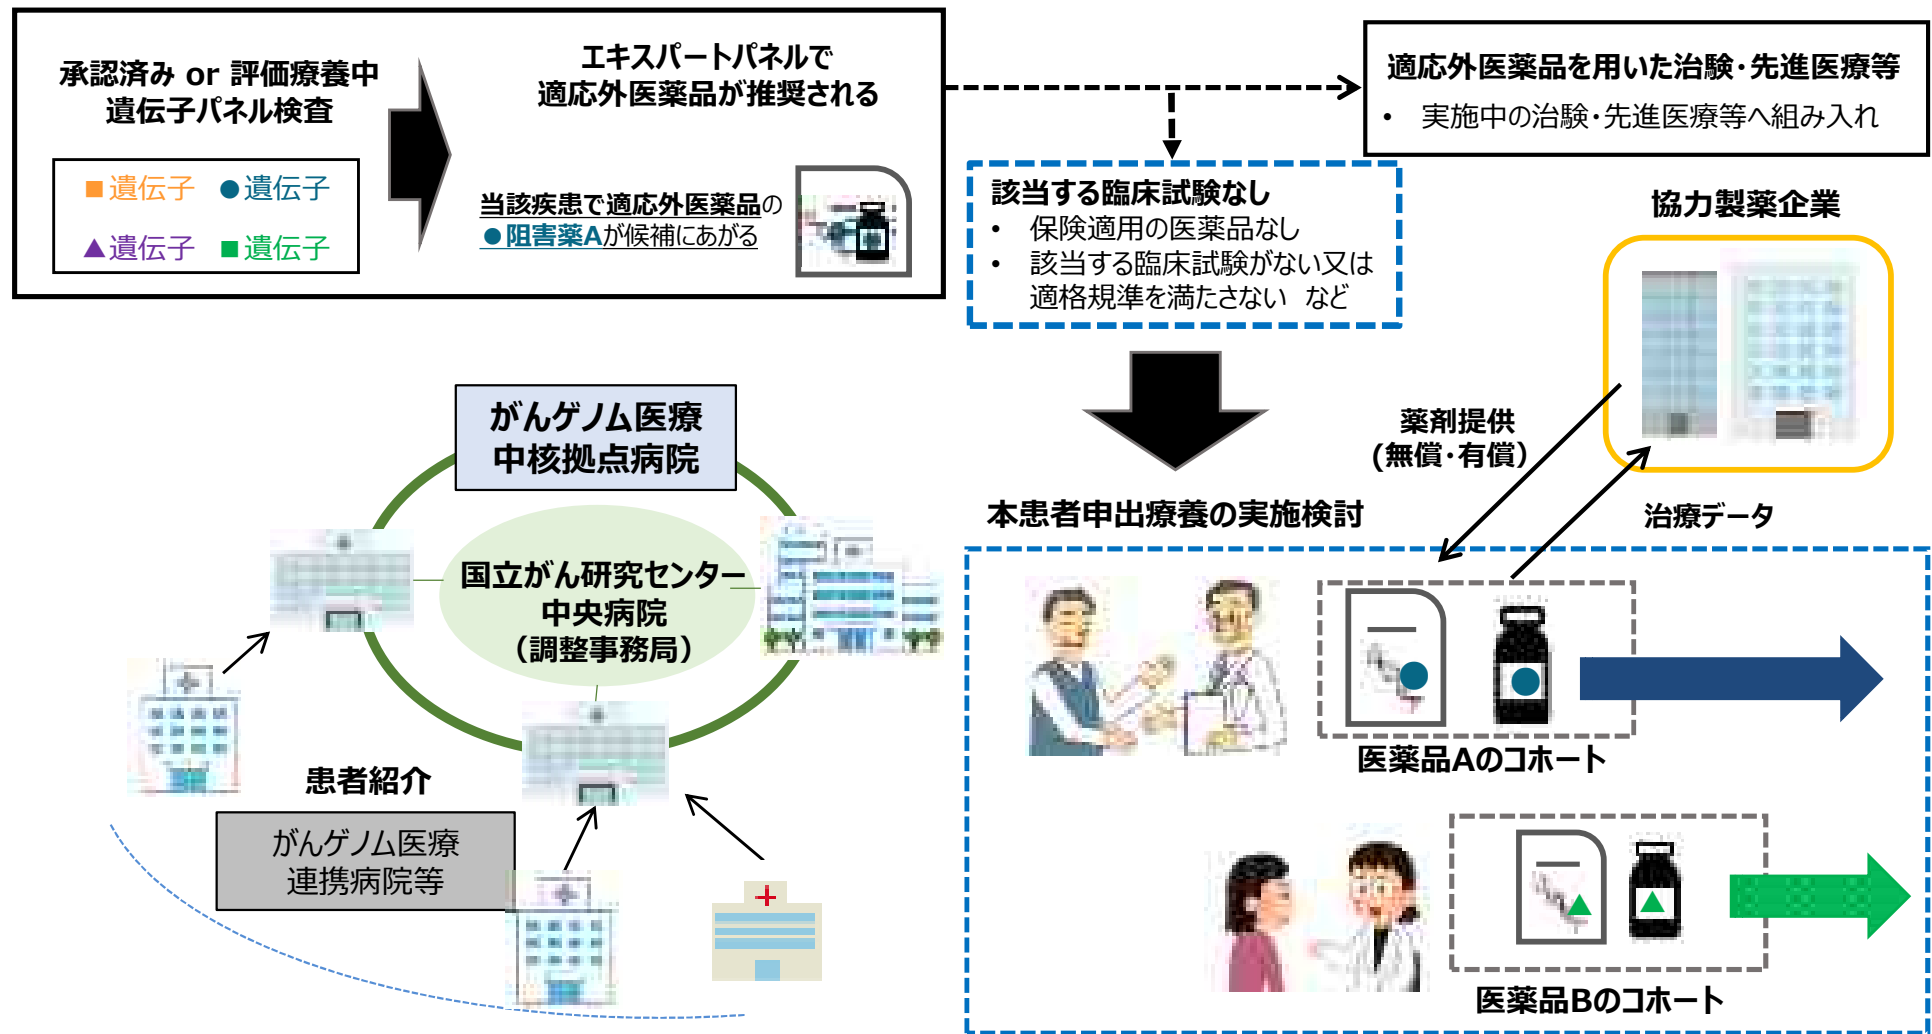 承認済み or 評価療養中
遺伝子パネル検査
■遺伝子 ●遺伝子
▲遺伝子 ■遺伝子
エキスパートパネルで
適応外医薬品が推奨される
当該疾患で適応外医薬品の
●阻害薬Aが候補にあがる
適応外医薬品を用いた治験・先進医療等
• 実施中の治験・先進医療等へ組み入れ
該当する臨床試験なし
• 保険適用の医薬品なし
• 該当する臨床試験がない又は
適格規準を満たさない など
協力製薬企業
薬剤提供
(無償・有償)
治療データ
がんゲノム医療
中核拠点病院
国立がん研究センター
中央病院
(調整事務局)
患者紹介
がんゲノム医療
連携病院等
本患者申出療養の実施検討
医薬品Aのコホート
医薬品Bのコホート